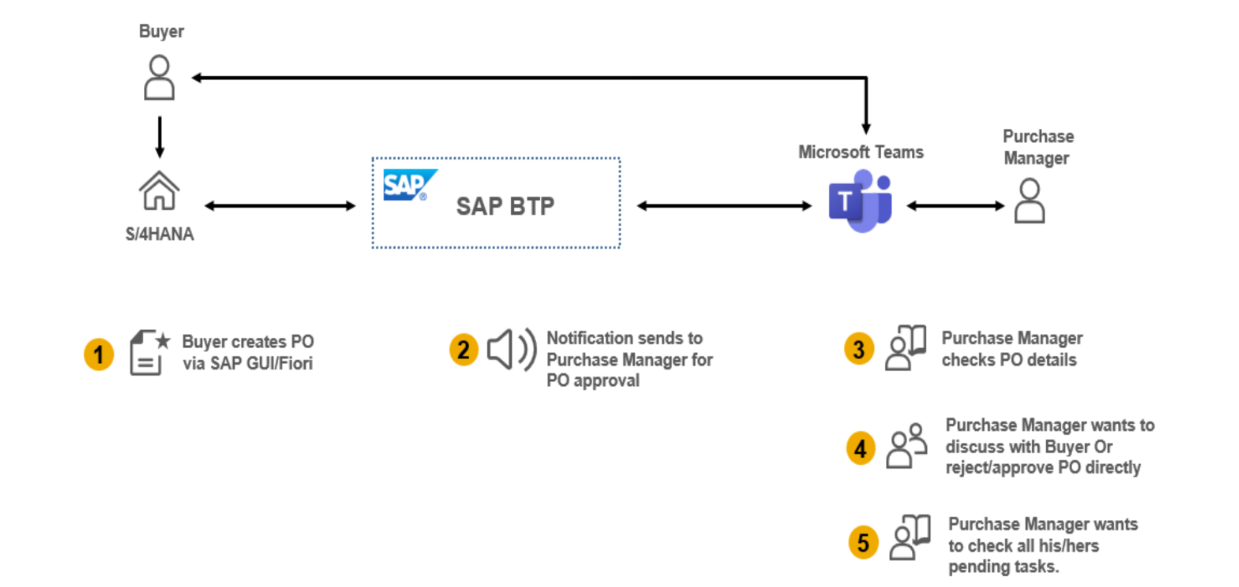 Buyer
Microsoft Teams
Purchase
Manager
SAP®
SAP BTP
T
S/4HANA
1
Buyer creates PO
via SAP GUI/Fiori
2
Notification sends to
Purchase Manager for
PO approval
3
Purchase Manager
checks PO details
4
Purchase Manager wants to
discuss with Buyer Or
reject/approve PO directly
5
Purchase Manager wants
to check all his/hers
pending tasks.